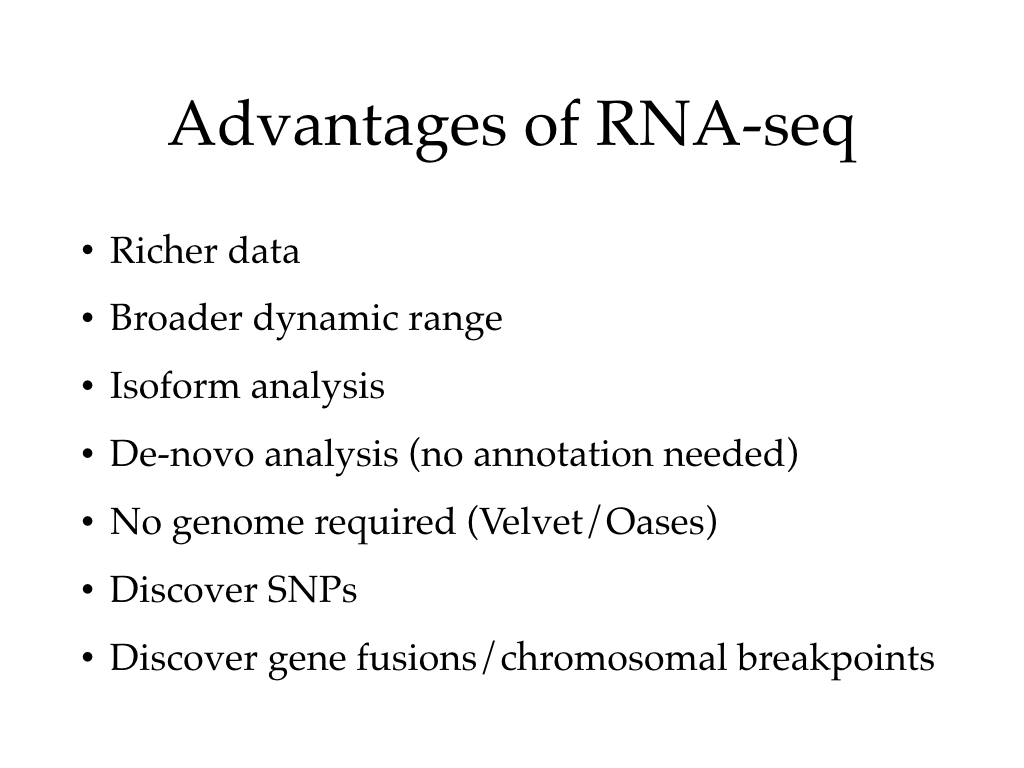 Advantages of RNA-seq
• Richer data
• Broader dynamic range
• Isoform analysis
• De-novo analysis (no annotation needed)
• No genome required (Velvet/Oases)
• Discover SNPs
• Discover gene fusions/chromosomal breakpoints